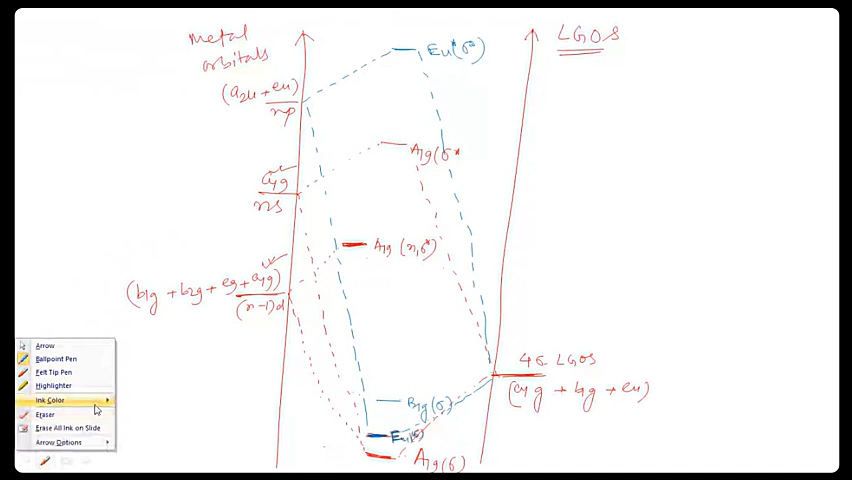 metal
orbitals
LGOS
Eu*(σ*)
(a2u + eu)
np
A1g(σ*
a1g
ns
A1g (n,σ*)
(b1g + b2g + eg + a1g)
(n-1)d
4σ LGOS
(a1g + b1g + eu)
B1g(σ)
Eu(σ)
A1g(σ)
Arrow
Ballpoint Pen
Felt Tip Pen
Highlighter
Ink Color
Eraser
Erase All Ink on Slide
Arrow Options